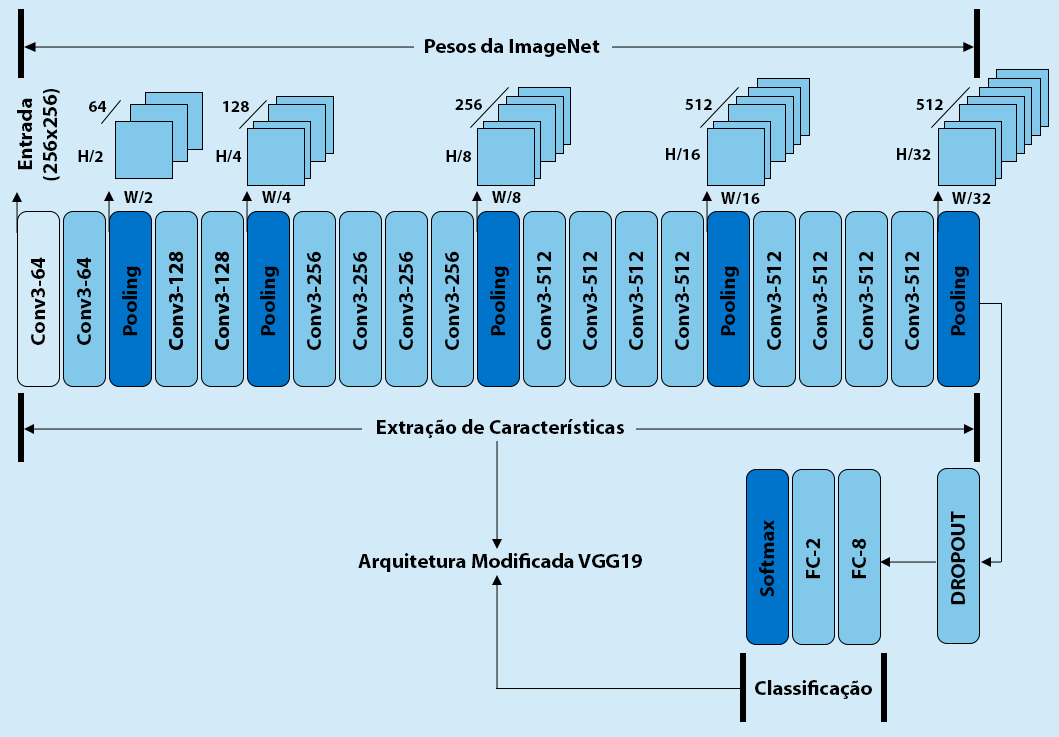 Pesos da ImageNet
Entrada
(256x256)
64
H/2
W/2
128
H/4
W/4
256
H/8
W/8
512
H/16
W/16
512
H/32
W/32
Conv3-64
Conv3-64
Pooling
Conv3-128
Conv3-128
Pooling
Conv3-256
Conv3-256
Conv3-256
Conv3-256
Pooling
Conv3-512
Conv3-512
Conv3-512
Conv3-512
Pooling
Conv3-512
Conv3-512
Conv3-512
Conv3-512
Pooling
Extração de Características
Arquitetura Modificada VGG19
Softmax
FC-2
FC-8
DROPOUT
Classificação